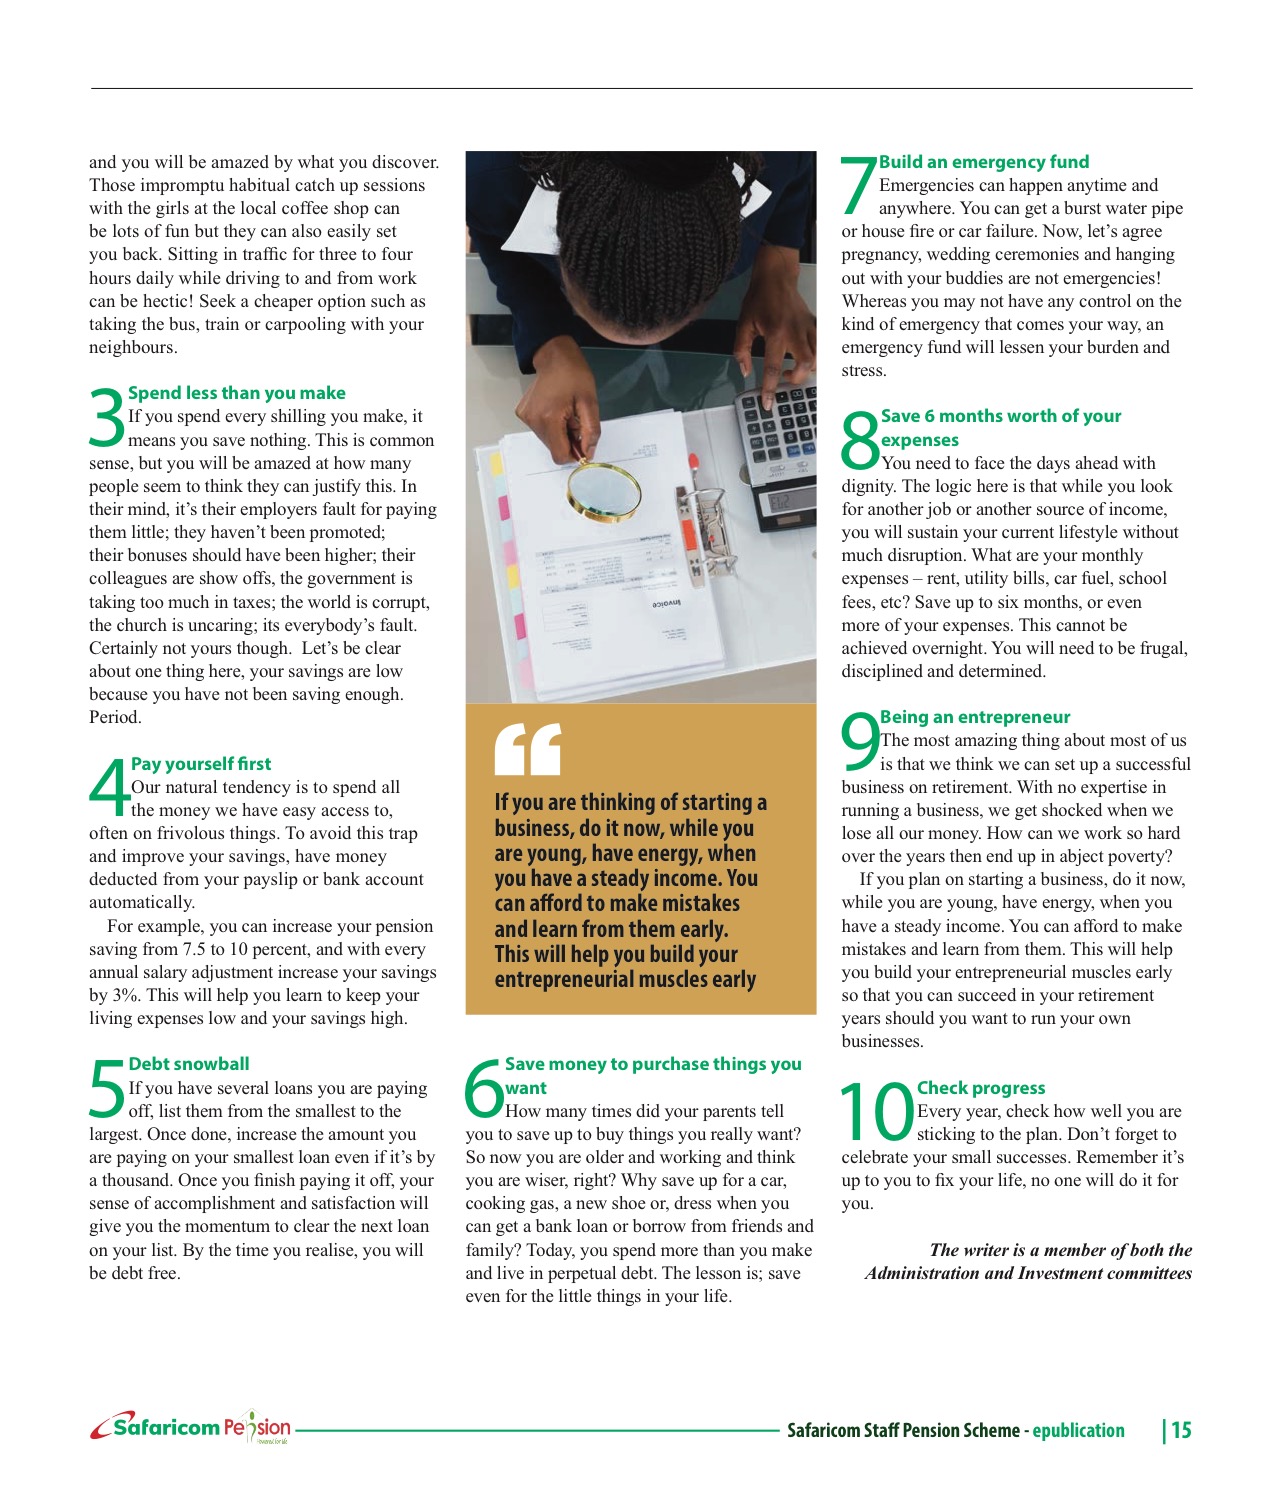 and you will be amazed by what you discover.
Those impromptu habitual catch up sessions
with the girls at the local coffee shop can
be lots of fun but they can also easily set
you back. Sitting in traffic for three to four
hours daily while driving to and from work
can be hectic! Seek a cheaper option such as
taking the bus, train or carpooling with your
neighbours.
3 Spend less than you make
If you spend every shilling you make, it
means you save nothing. This is common
sense, but you will be amazed at how many
people seem to think they can justify this. In
their mind, it’s their employers fault for paying
them little; they haven’t been promoted;
their bonuses should have been higher; their
colleagues are show offs, the government is
taking too much in taxes; the world is corrupt,
the church is uncaring; its everybody’s fault.
Certainly not yours though.  Let’s be clear
about one thing here, your savings are low
because you have not been saving enough.
Period.
4 Pay yourself first
Our natural tendency is to spend all
the money we have easy access to,
often on frivolous things. To avoid this trap
and improve your savings, have money
deducted from your payslip or bank account
automatically.
For example, you can increase your pension
saving from 7.5 to 10 percent, and with every
annual salary adjustment increase your savings
by 3%. This will help you learn to keep your
living expenses low and your savings high.
5 Debt snowball
If you have several loans you are paying
off, list them from the smallest to the
largest. Once done, increase the amount you
are paying on your smallest loan even if it’s by
a thousand. Once you finish paying it off, your
sense of accomplishment and satisfaction will
give you the momentum to clear the next loan
on your list. By the time you realise, you will
be debt free.
Invoice
“
If you are thinking of starting a
business, do it now, while you
are young, have energy, when
you have a steady income. You
can afford to make mistakes
and learn from them early.
This will help you build your
entrepreneurial muscles early
6 Save money to purchase things you
want
How many times did your parents tell
you to save up to buy things you really want?
So now you are older and working and think
you are wiser, right? Why save up for a car,
cooking gas, a new shoe or, dress when you
can get a bank loan or borrow from friends and
family? Today, you spend more than you make
and live in perpetual debt. The lesson is; save
even for the little things in your life.
7 Build an emergency fund
Emergencies can happen anytime and
anywhere. You can get a burst water pipe
or house fire or car failure. Now, let’s agree
pregnancy, wedding ceremonies and hanging
out with your buddies are not emergencies!
Whereas you may not have any control on the
kind of emergency that comes your way, an
emergency fund will lessen your burden and
stress.
8 Save 6 months worth of your
expenses
You need to face the days ahead with
dignity. The logic here is that while you look
for another job or another source of income,
you will sustain your current lifestyle without
much disruption. What are your monthly
expenses – rent, utility bills, car fuel, school
fees, etc? Save up to six months, or even
more of your expenses. This cannot be
achieved overnight. You will need to be frugal,
disciplined and determined.
9 Being an entrepreneur
The most amazing thing about most of us
is that we think we can set up a successful
business on retirement. With no expertise in
running a business, we get shocked when we
lose all our money. How can we work so hard
over the years then end up in abject poverty?
If you plan on starting a business, do it now,
while you are young, have energy, when you
have a steady income. You can afford to make
mistakes and learn from them. This will help
you build your entrepreneurial muscles early
so that you can succeed in your retirement
years should you want to run your own
businesses.
10 Check progress
Every year, check how well you are
sticking to the plan. Don’t forget to
celebrate your small successes. Remember it’s
up to you to fix your life, no one will do it for
you.
The writer is a member of both the
Administration and Investment committees
Safaricom Pension
Safaricom Staff Pension Scheme - epublication | 15